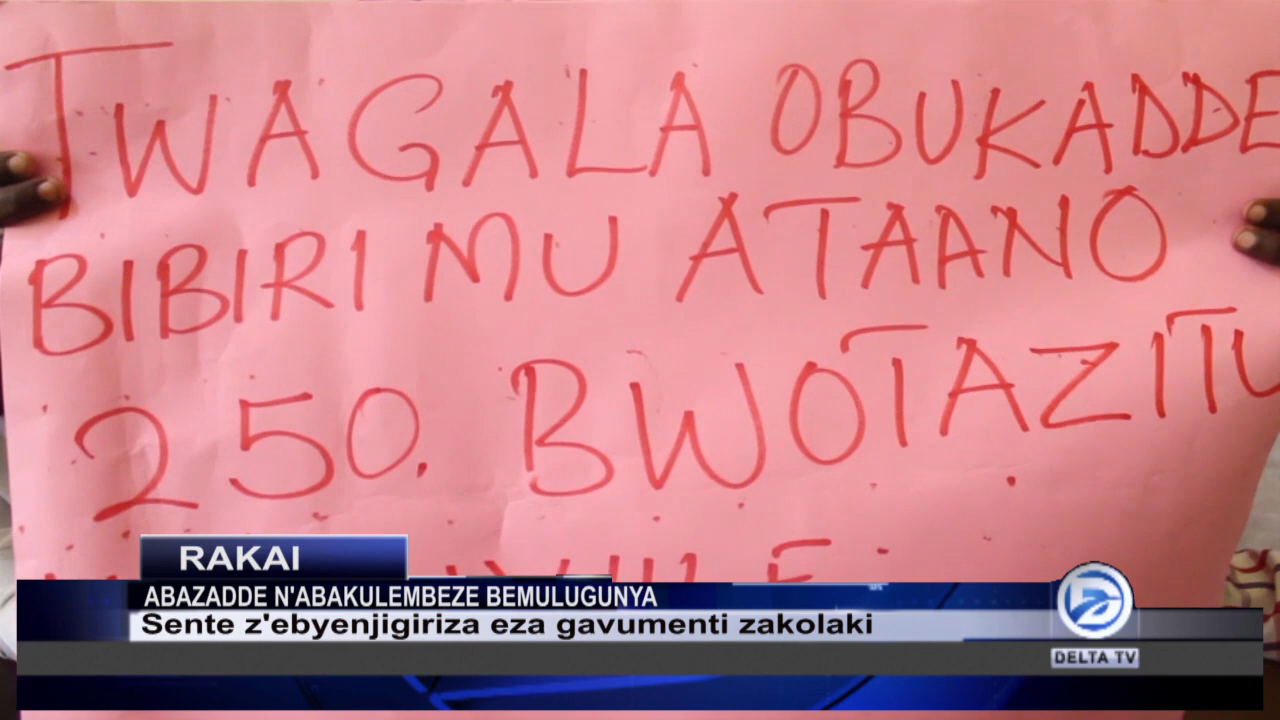 TWAGALA OBUKADDE
BIBIRI MU ATAANO
250. BWOTAZITU
RAKAI
ABAZADDE N'ABAKULEMBEZE BEMULUGUNYA
Sente z'ebyenjigiriza eza gavumenti zakolaki
DELTA TV